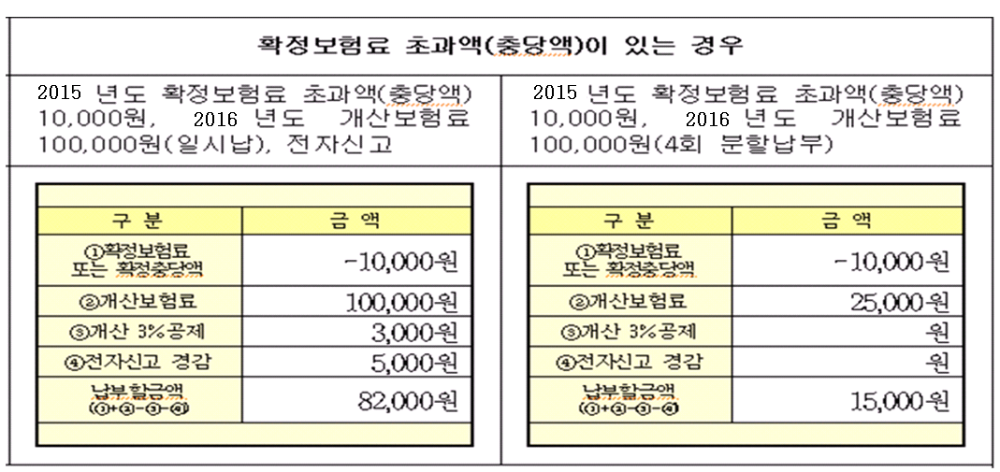 확정보험료 초과액(충당액)이 있는 경우
2015 년도 확정보험료 초과액(충당액)
10,000원, 2016 년도 개산보험료
100,000원(일시납), 전자신고
2015 년도 확정보험료 초과액(충당액)
10,000원, 2016 년도 개산보험료
100,000원(4회 분할납부)
구 분 금 액
①확정보험료
또는 확정충당액 -10,000원
②개산보험료 100,000원
③개산 3%공제 3,000원
④전자신고 경감 5,000원
납부할금액
(①+②-③-④) 82,000원
구 분 금 액
①확정보험료
또는 확정충당액 -10,000원
②개산보험료 25,000원
③개산 3%공제 원
④전자신고 경감 원
납부할금액
(①+②-③-④) 15,000원